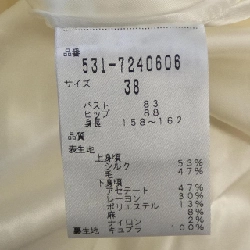 品番
531-7240606
サイズ
38
バスト 83
ヒップ 88
身長 158~162
品質
表生地
上身頃
シルク 53%
毛 47%
下身頃
アセテート 47%
レーヨン 30%
ポリエステル 13%
麻 8%
ナイロン 2%
裏生地 キュプラ 100%